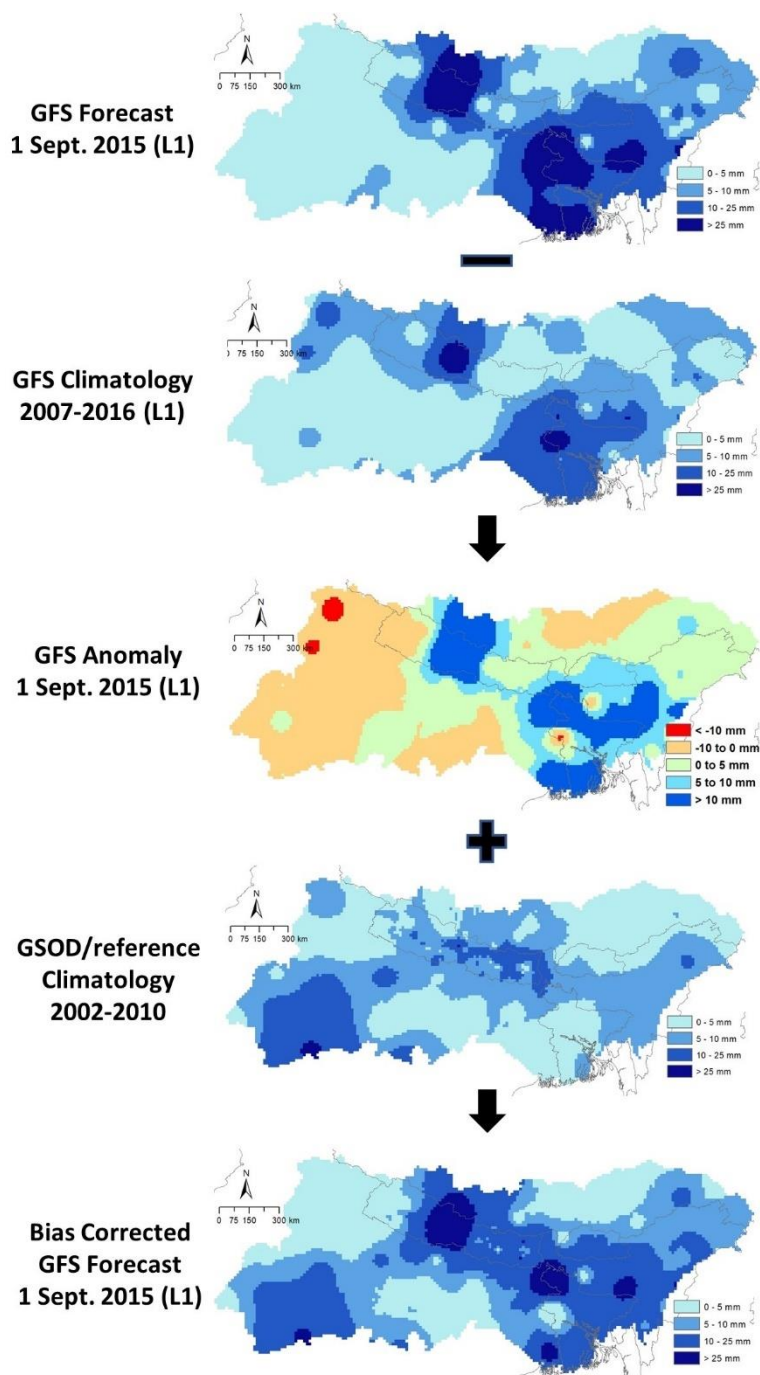 GFS Forecast
1 Sept. 2015 (L1)
N
0 75 150 300 km
0 - 5 mm
5 - 10 mm
10 - 25 mm
> 25 mm
GFS Climatology
2007-2016 (L1)
N
0 75 150 300 km
0 - 5 mm
5 - 10 mm
10 - 25 mm
> 25 mm
GFS Anomaly
1 Sept. 2015 (L1)
N
0 75 150 300 km
< -10 mm
-10 to 0 mm
0 to 5 mm
5 to 10 mm
> 10 mm
GSOD/reference
Climatology
2002-2010
N
0 75 150 300 km
0 - 5 mm
5 - 10 mm
10 - 25 mm
> 25 mm
Bias Corrected
GFS Forecast
1 Sept. 2015 (L1)
N
0 75 150 300 km
0 - 5 mm
5 - 10 mm
10 - 25 mm
> 25 mm